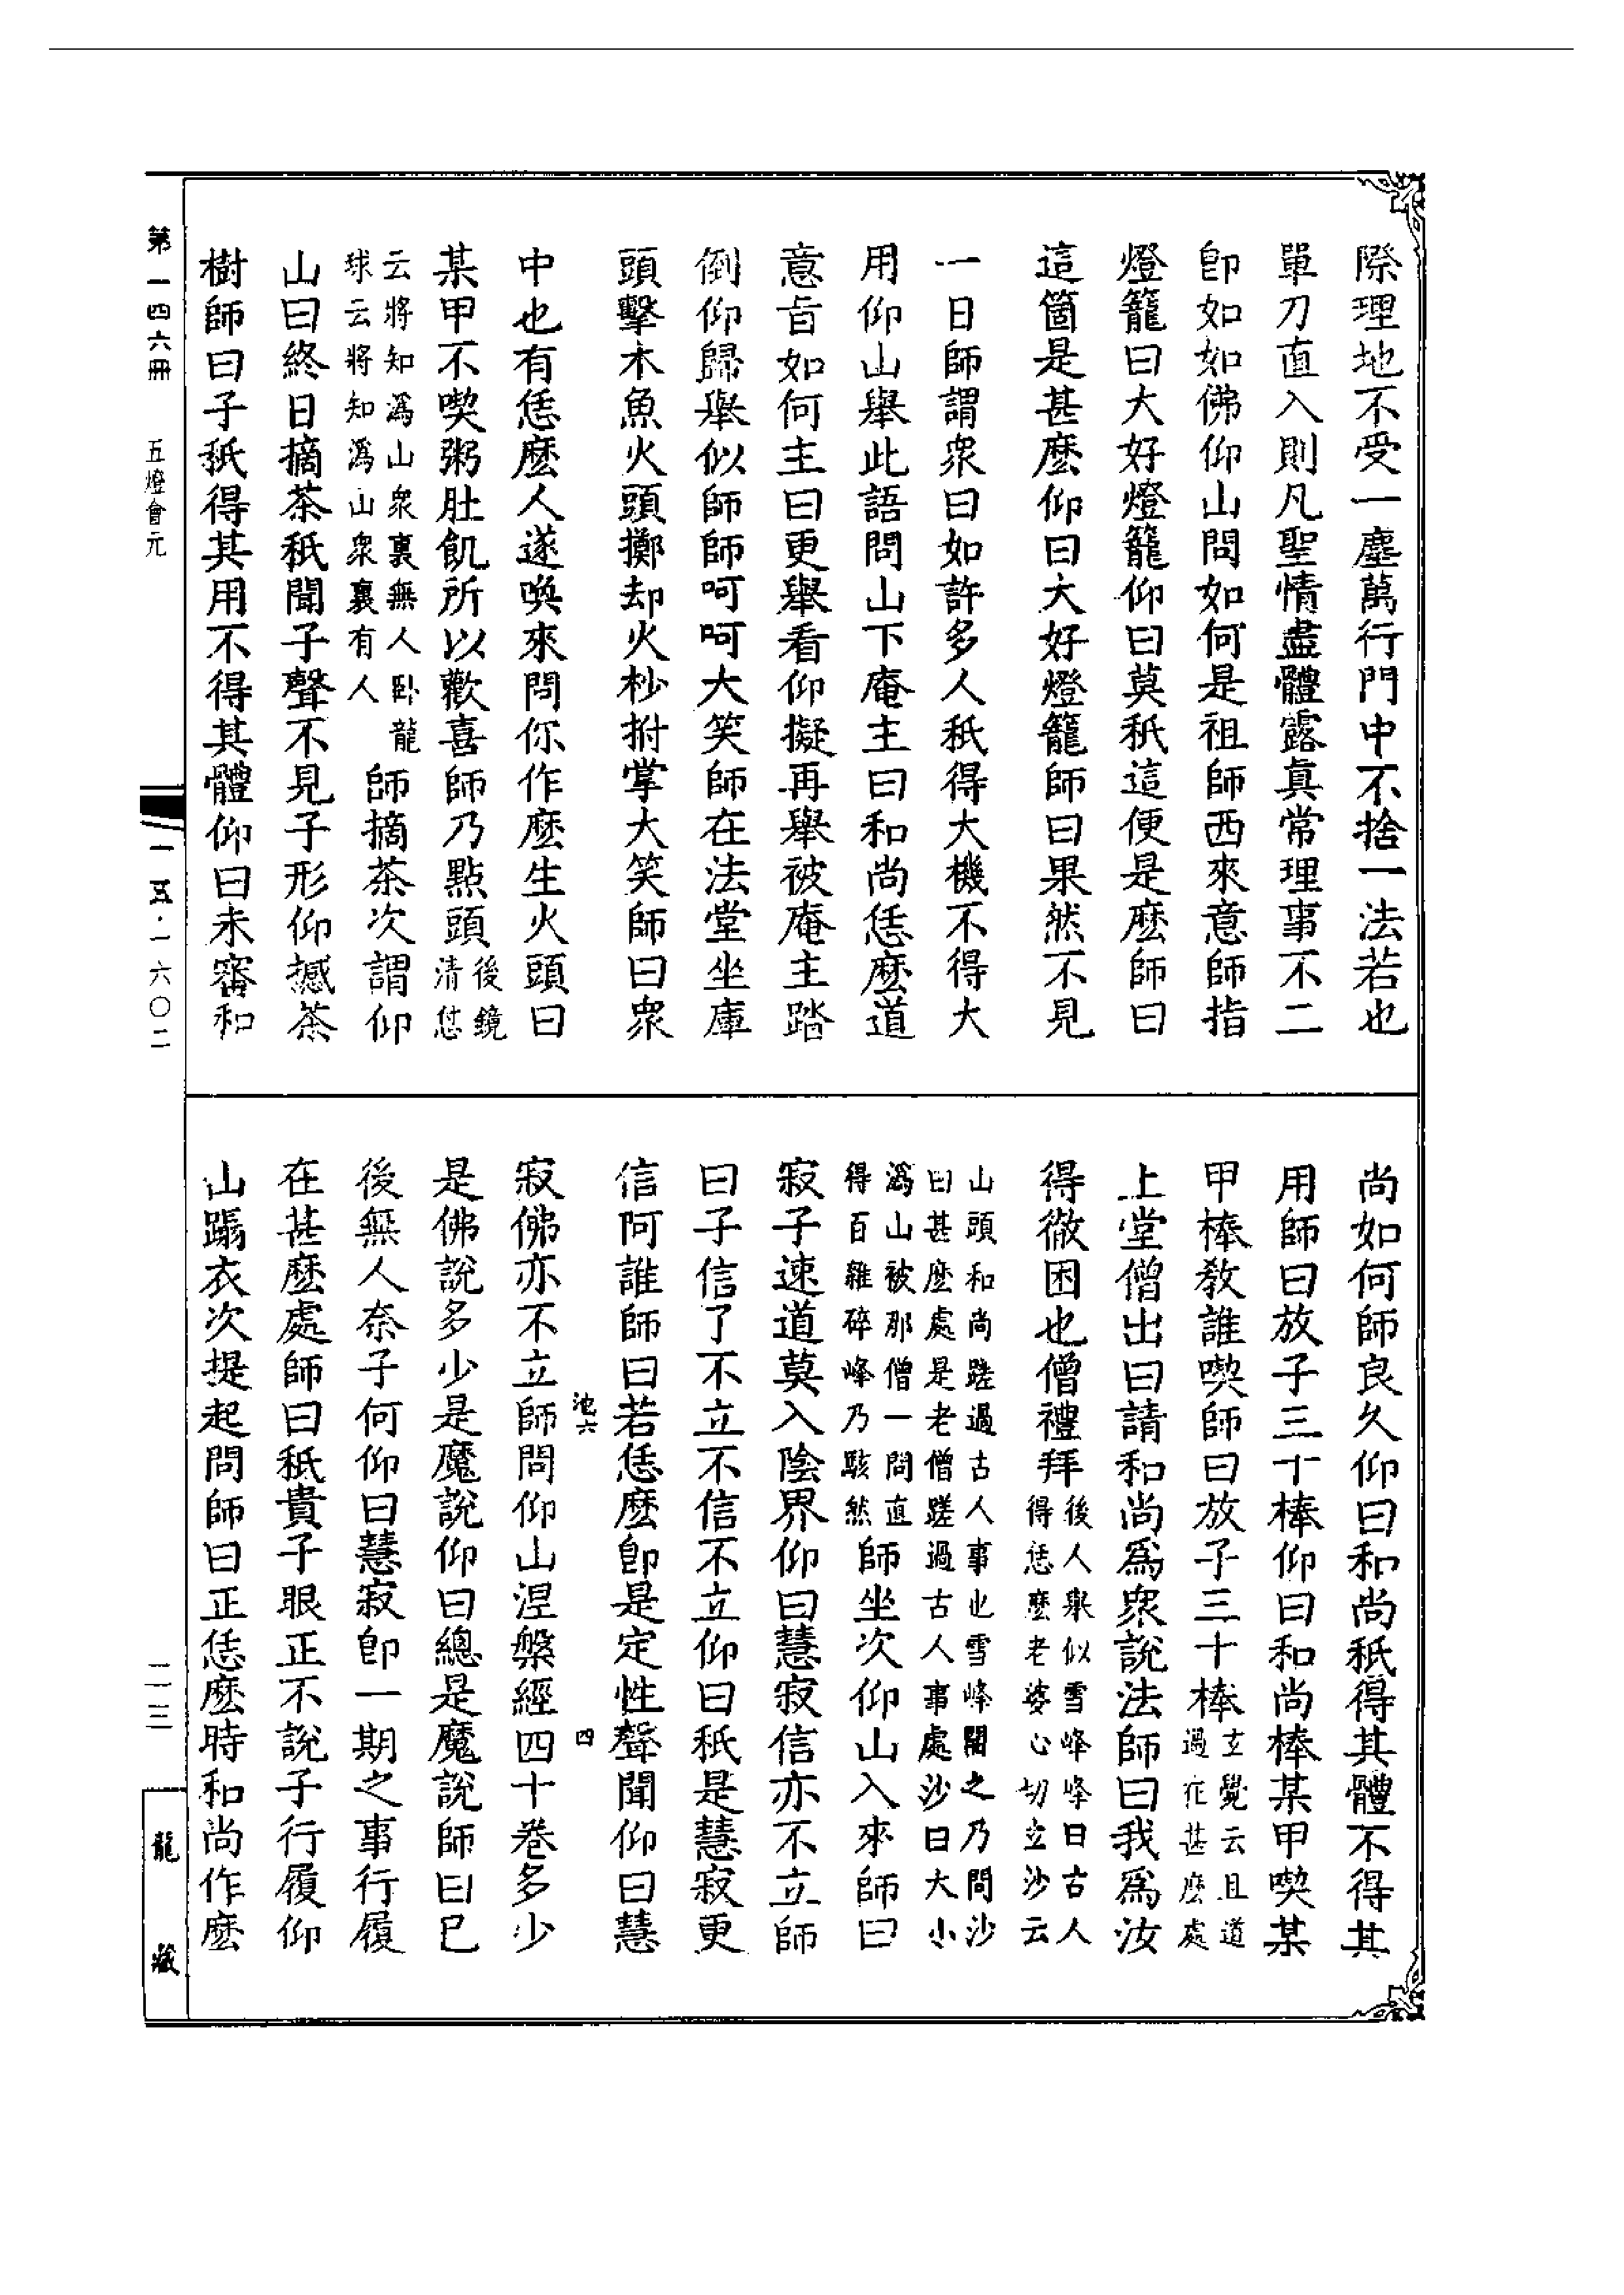 際理地不受一塵萬行門中不捨一法若也
單刀直入則凡聖情盡體露真常理事不二
卽如如佛仰山問如何是祖師西來意師指
燈籠曰大好燈籠仰曰莫秖這便是麽師曰
這箇是甚麽仰曰大好燈籠師曰果然不見
一日師謂衆曰如許多人秖得大機不得大
用仰山舉此語問山下庵主曰和尚恁麽道
意旨如何主曰更舉看仰擬再舉被庵主踏
倒仰歸舉似師師呵呵大笑師在法堂坐庫
頭擊木魚火頭擲却火杪拊掌大笑師曰衆
中也有恁麽人遂喚來問你作麽生火頭曰
某甲不喫粥肚飢所以歡喜師乃點頭後鏡清怤
云將知溈山衆裏無人臥龍球云將知溈山衆裏有人師摘茶次謂仰
山曰終日摘茶秖聞子聲不見子形仰撼茶
樹師曰子秖得其用不得其體仰曰未審和
尚如何師良久仰曰和尚秖得其體不得其
用師曰放子三十棒仰曰和尚棒某甲喫某
甲棒教誰喫師曰放子三十棒玄覺云且道過在甚麽處
上堂僧出曰請和尚爲衆說法師曰我爲汝
得徹困也僧禮拜後人舉似雪峰峰曰古人得恁麽老婆心切玄沙云
山頭和尚蹉過古人事也雪峰聞之乃問沙曰甚麽處是老僧蹉過古人事處沙曰大小
溈山被那僧一問直得百雜碎峰乃駭然師坐次仰山入來師曰
寂子速道莫入陰界仰曰慧寂信亦不立師
曰子信了不立不信不立仰曰秖是慧寂更
信阿誰師曰若恁麽卽是定性聲聞仰曰慧
池六 四
寂佛亦不立師問仰山涅槃經四十卷多少
是佛說多少是魔說仰曰總是魔說師曰已
後無人奈子何仰曰慧寂卽一期之事行履
在甚麽處師曰秖貴子眼正不說子行履仰
山蹋衣次提起問師曰正恁麽時和尚作麽
第一四六冊 五燈會元
一一五·一六〇二
二三
龍藏